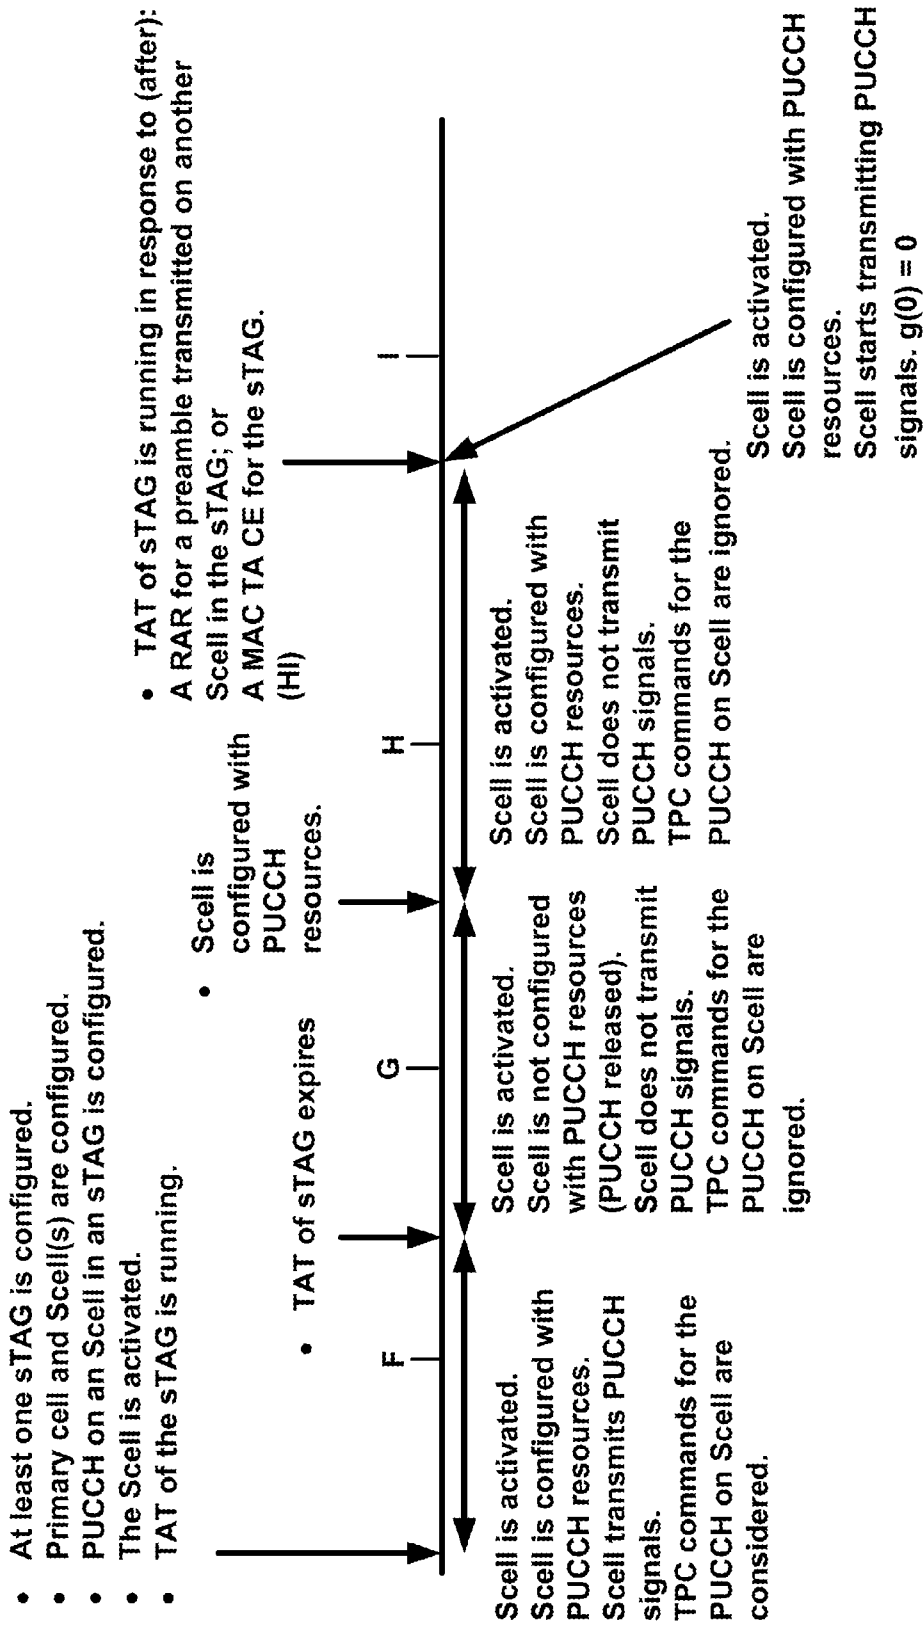 • At least one sTAG is configured.
• Primary cell and Scell(s) are configured.
• PUCCH on an Scell in an sTAG is configured.
• The Scell is activated.
• TAT of the sTAG is running.
• TAT of sTAG expires
• Scell is
configured with
PUCCH
resources.
• TAT of sTAG is running in response to (after):
A RAR for a preamble transmitted on another
Scell in the sTAG; or
A MAC TA CE for the sTAG.
(HI)
F
G
H
I
Scell is activated.
Scell is configured with
PUCCH resources.
Scell transmits PUCCH
signals.
TPC commands for the
PUCCH on Scell are
considered.
Scell is activated.
Scell is not configured
with PUCCH resources
(PUCCH released).
Scell does not transmit
PUCCH signals.
TPC commands for the
PUCCH on Scell are
ignored.
Scell is activated.
Scell is configured with
PUCCH resources.
Scell does not transmit
PUCCH signals.
TPC commands for the
PUCCH on Scell are ignored.
Scell is activated.
Scell is configured with PUCCH
resources.
Scell starts transmitting PUCCH
signals. g(0) = 0